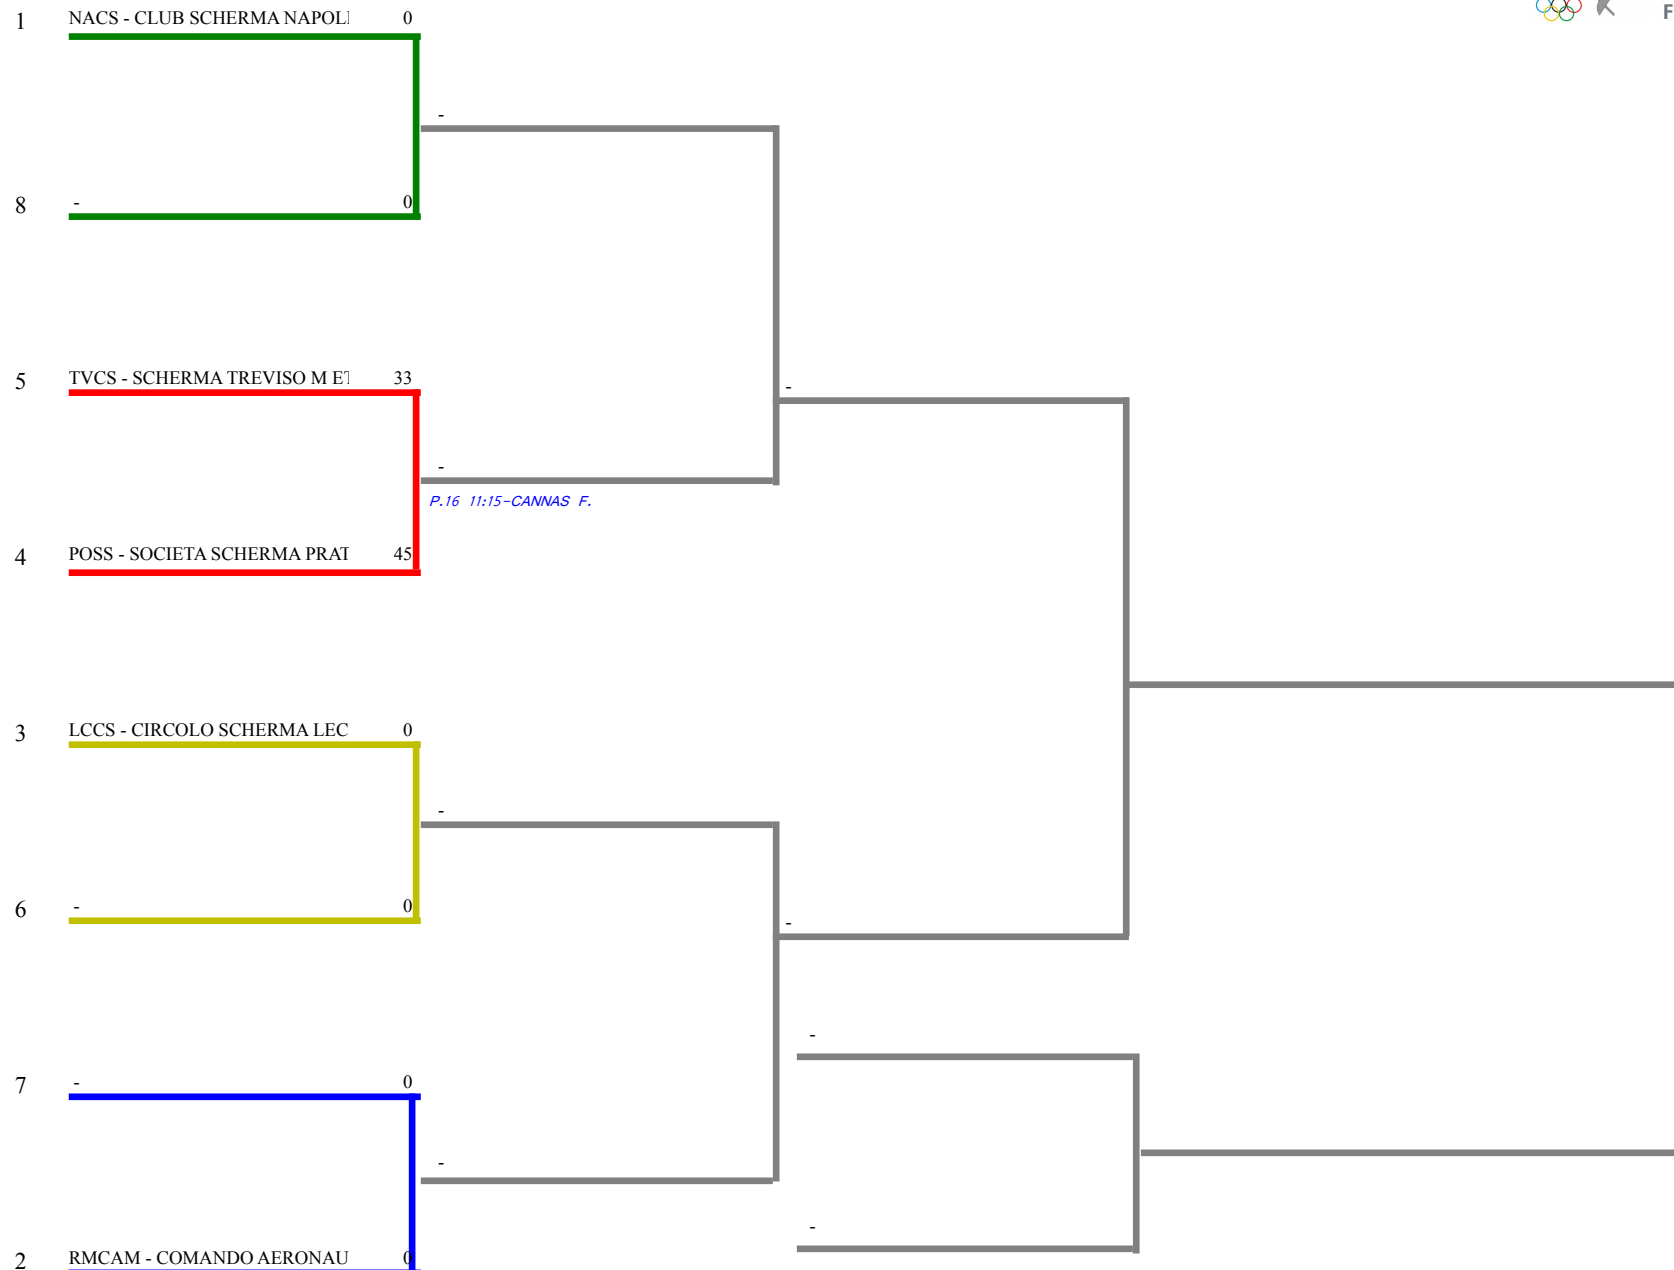 1 NACS - CLUB SCHERMA NAPOLI 0
F
-
8 - 0
5 TVCS - SCHERMA TREVISO M ET 33
-
-
P.16 11:15-CANNAS F.
4 POSS - SOCIETA SCHERMA PRAT 45
3 LCCS - CIRCOLO SCHERMA LEC 0
-
6 - 0
-
-
7 - 0
-
-
2 RMCAM - COMANDO AERONAU 0